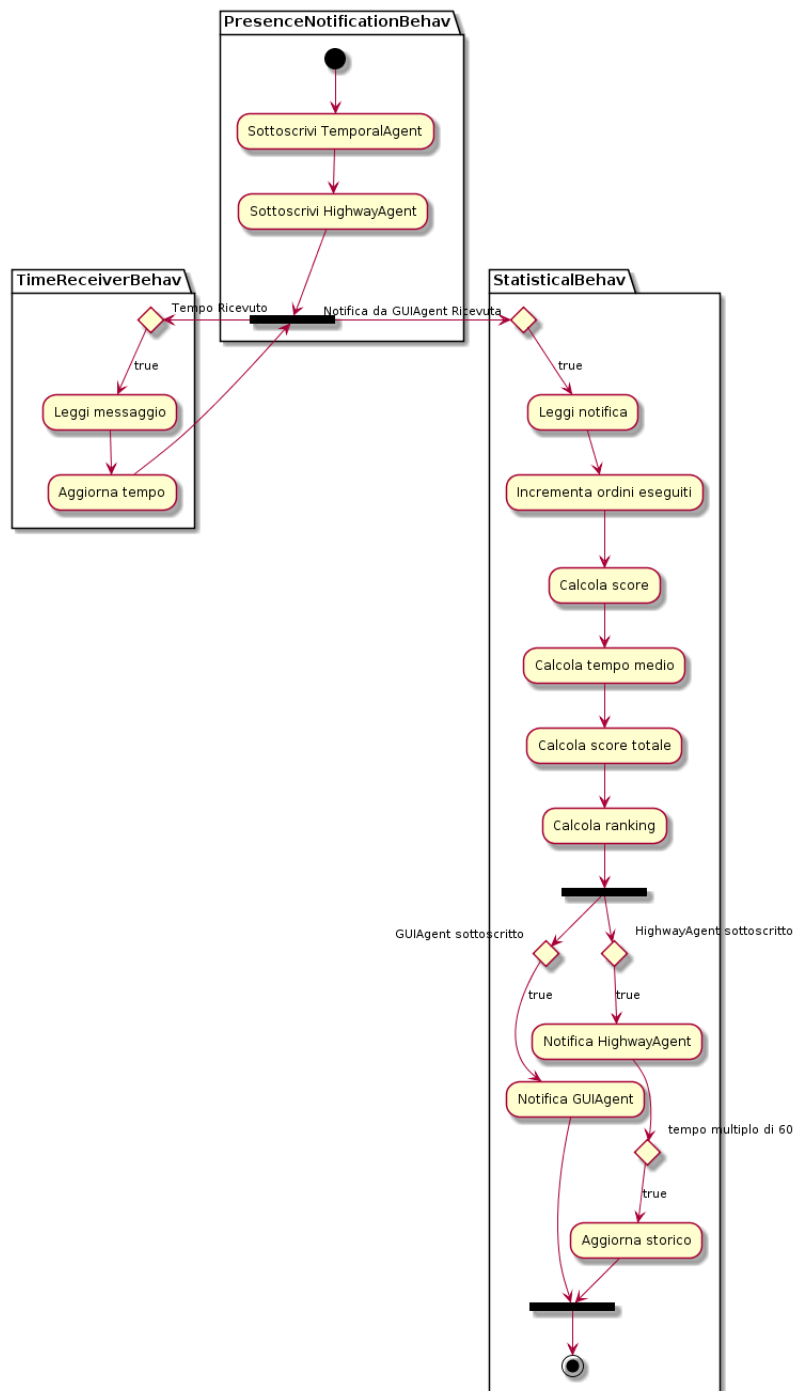 PresenceNotificationBehav
Sottoscrivi TemporalAgent
Sottoscrivi HighwayAgent
TimeReceiverBehav
StatisticalBehav
Tempo Ricevuto
Notifica da GUIAgent Ricevuta
true
true
Leggi messaggio
Leggi notifica
Aggiorna tempo
Incrementa ordini eseguiti
Calcola score
Calcola tempo medio
Calcola score totale
Calcola ranking
GUIAgent sottoscritto
HighwayAgent sottoscritto
true
true
Notifica HighwayAgent
Notifica GUIAgent
tempo multiplo di 60
true
Aggiorna storico